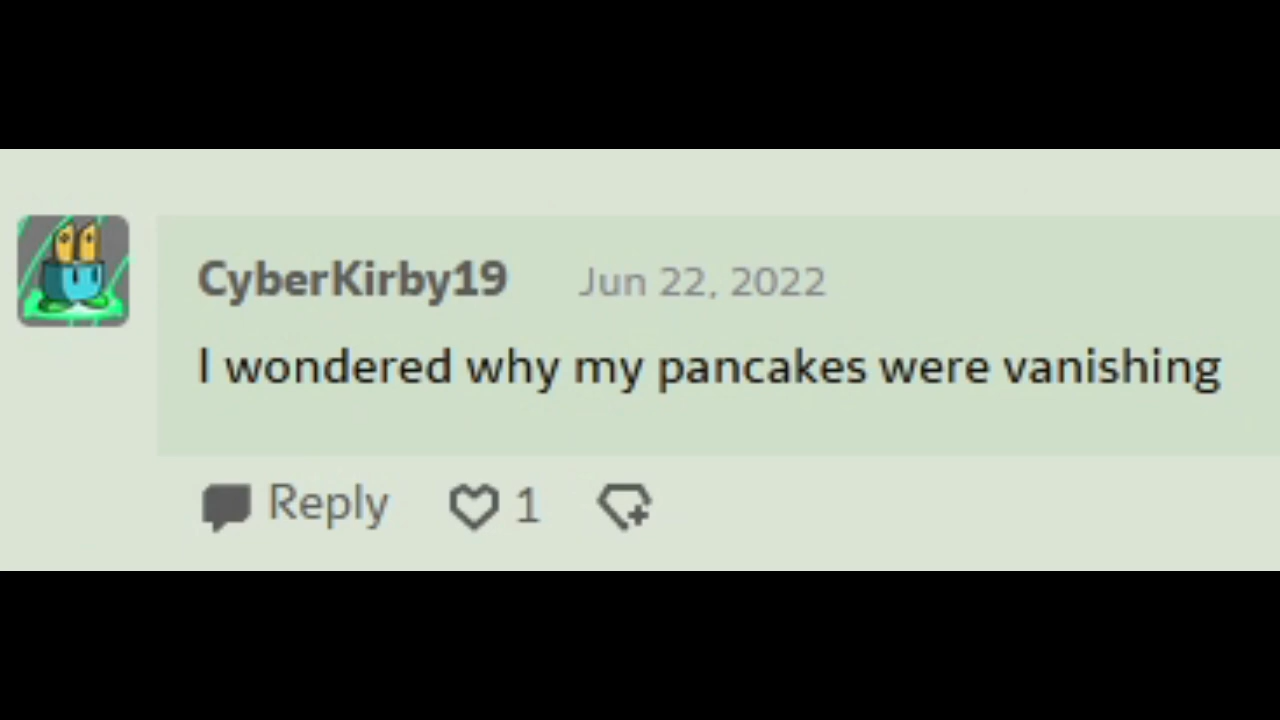 CyberKirby19 Jun 22, 2022
I wondered why my pancakes were vanishing
Reply 1